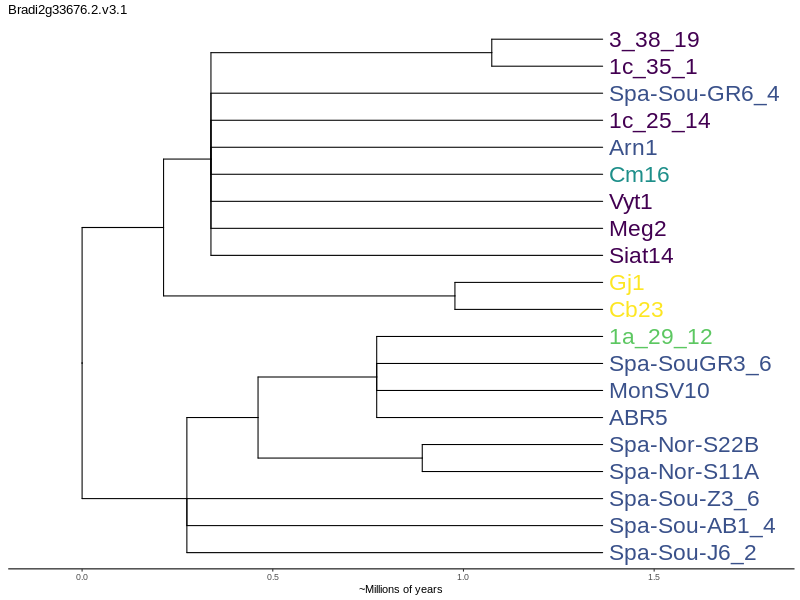 Bradi2g33676.2.v3.1
3_38_19
1c_35_1
Spa-Sou-GR6_4
1c_25_14
Arn1
Cm16
Vyt1
Meg2
Siat14
Gj1
Cb23
1a_29_12
Spa-SouGR3_6
MonSV10
ABR5
Spa-Nor-S22B
Spa-Nor-S11A
Spa-Sou-Z3_6
Spa-Sou-AB1_4
Spa-Sou-J6_2
0.0 0.5 1.0 1.5
~Millions of years